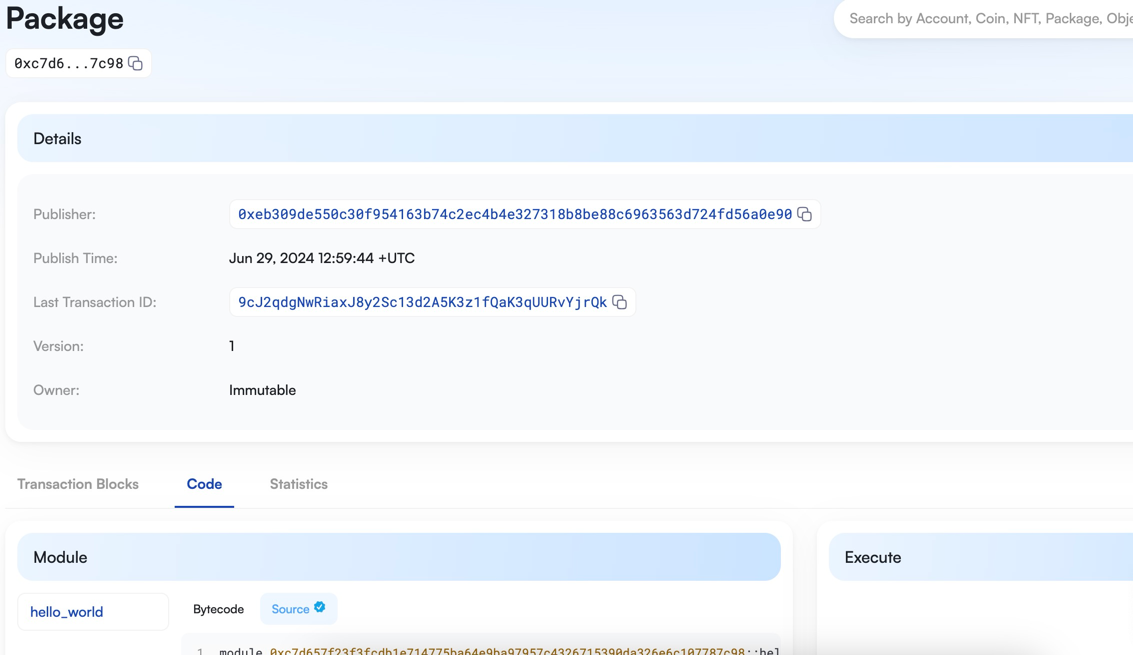 Package
Search by Account, Coin, NFT, Package, Obje
0xc7d6...7c98
Details
Publisher: 0xeb309de550c30f954163b74c2ec4b4e327318b8be88c6963563d724fd56a0e90
Publish Time: Jun 29, 2024 12:59:44 +UTC
Last Transaction ID: 9cJ2qdgNwRiaxJ8y2Sc13d2A5K3z1fQaK3qUURvYjrQk
Version: 1
Owner: Immutable
Transaction Blocks Code Statistics
Module
Execute
hello_world
Bytecode Source
1 module 0xc7d657f23f3fcdb1e714775ba64e9ba97957c4326715390da326e6c107787c98::hel